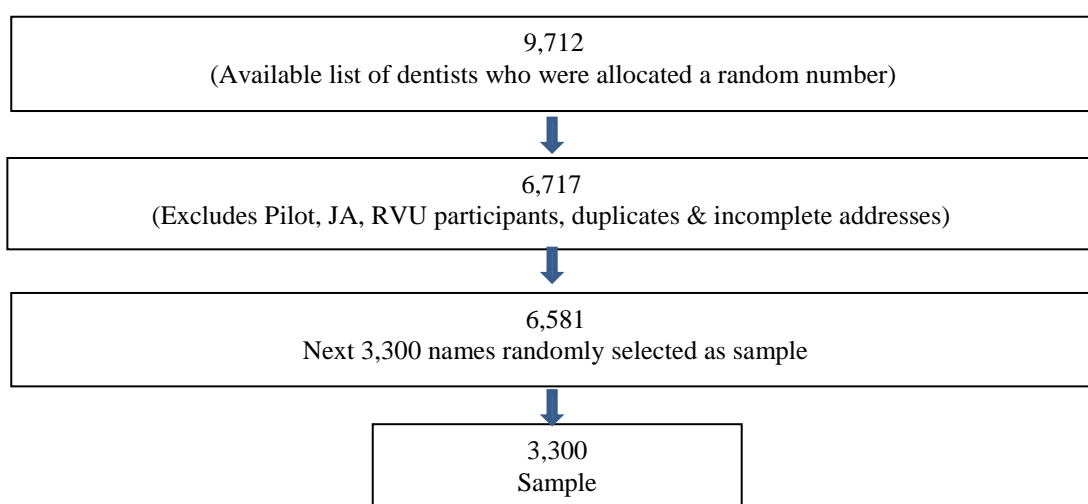 9,712
(Available list of dentists who were allocated a random number)
6,717
(Excludes Pilot, JA, RVU participants, duplicates & incomplete addresses)
6,581
Next 3,300 names randomly selected as sample
3,300
Sample